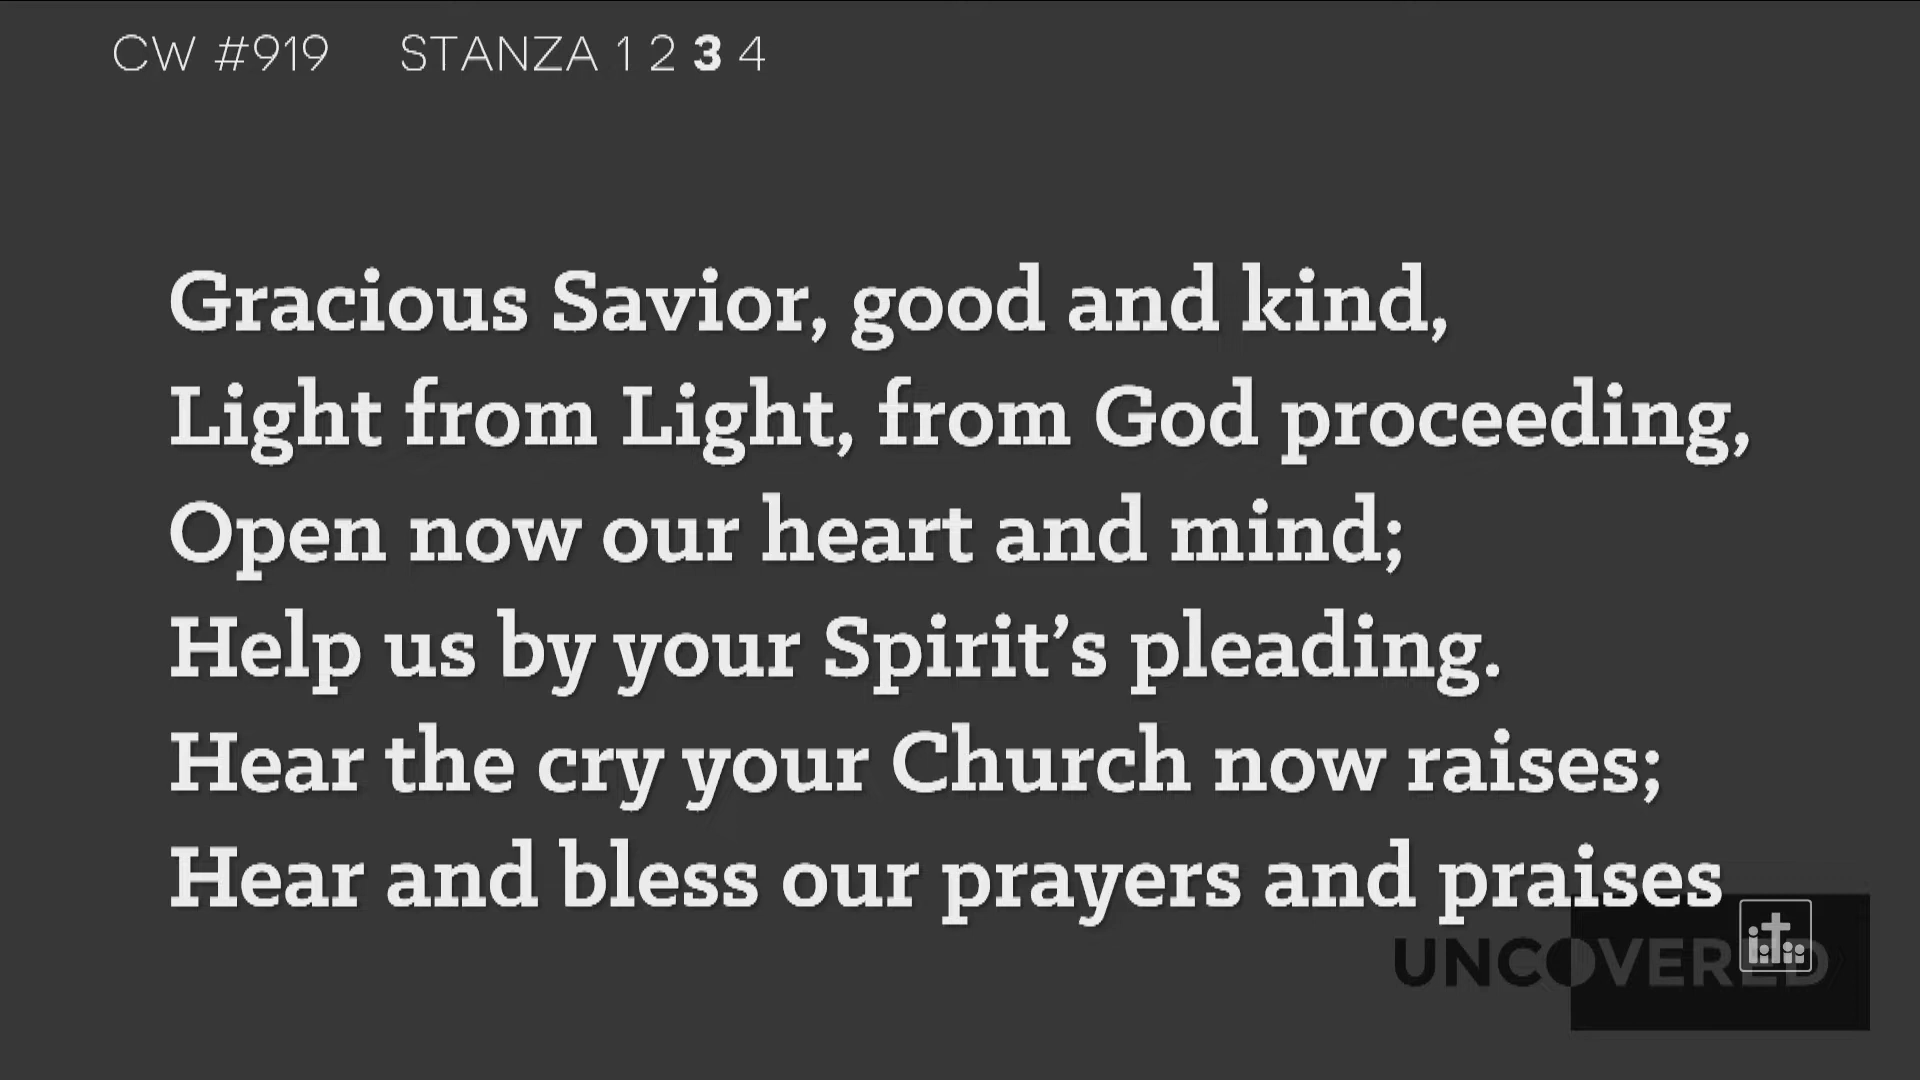 CW #919 STANZA 1 2 3 4
Gracious Savior, good and kind,
Light from Light, from God proceeding,
Open now our heart and mind;
Help us by your Spirit’s pleading.
Hear the cry your Church now raises;
Hear and bless our prayers and praises
UNCOVERED